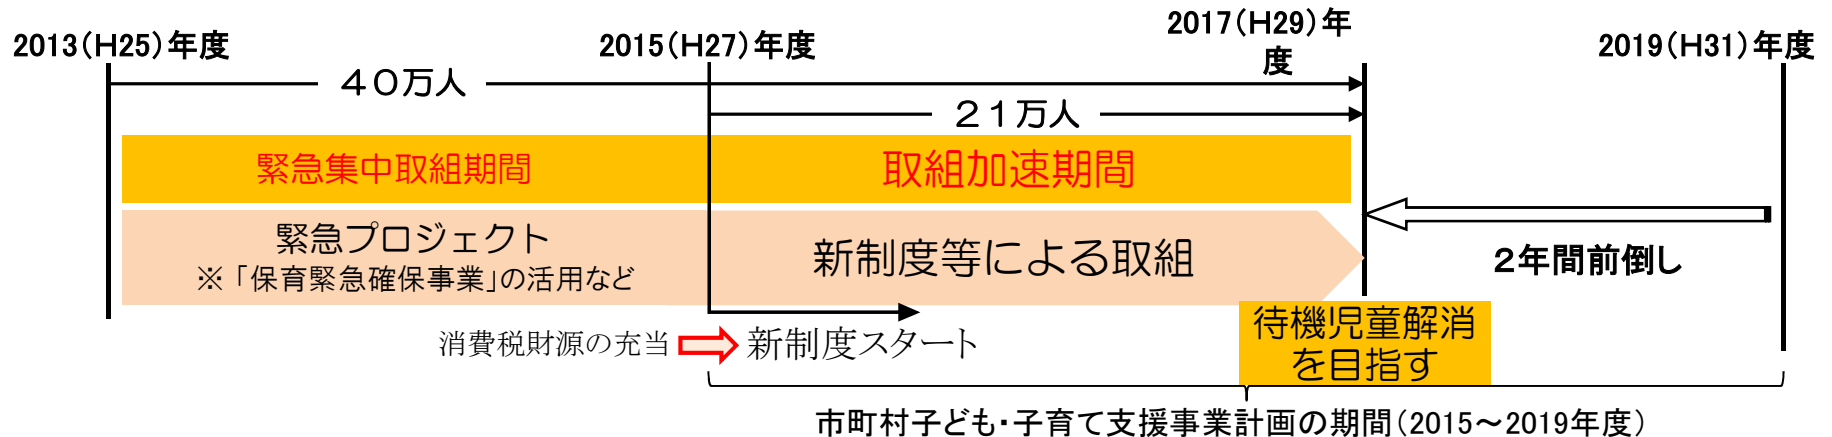 2013(H25)年度
2015(H27)年度
2017(H29)年
度
2019(H31)年度
40万人
21万人
緊急集中取組期間
取組加速期間
緊急プロジェクト
※「保育緊急確保事業」の活用など
新制度等による取組
2年間前倒し
消費税財源の充当
新制度スタート
待機児童解消
を目指す
市町村子ども・子育て支援事業計画の期間(2015~2019年度)